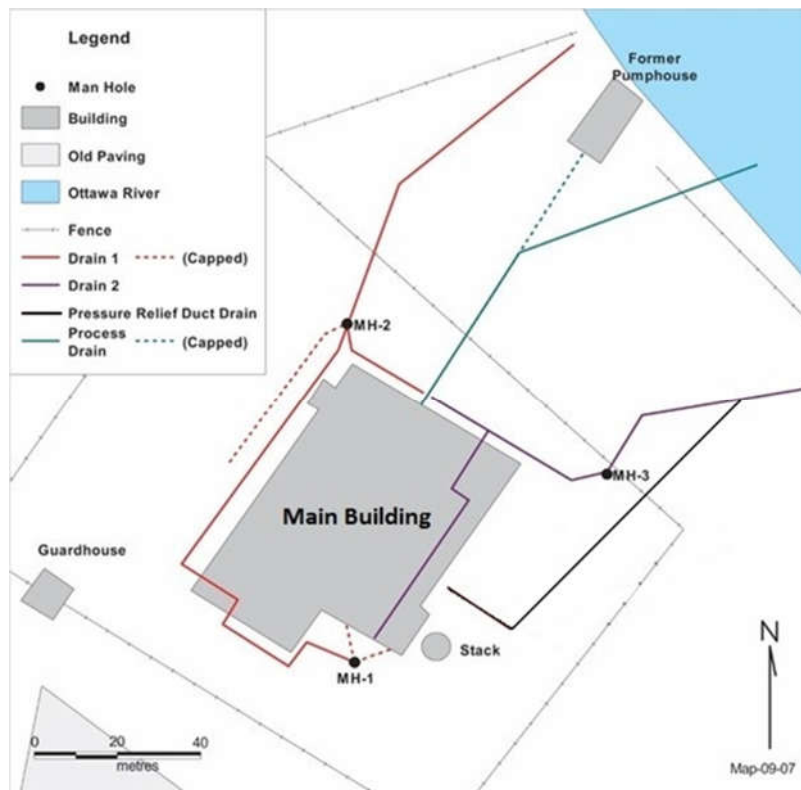 Legend
Man Hole
Building
Old Paving
Ottawa River
Fence
Drain 1 (Capped)
Drain 2
Pressure Relief Duct Drain
Process
Drain (Capped)
Former
Pumphouse
MH-2
MH-3
Main Building
Guardhouse
Stack
MH-1
0 20 40
metres
N
Map-09-07